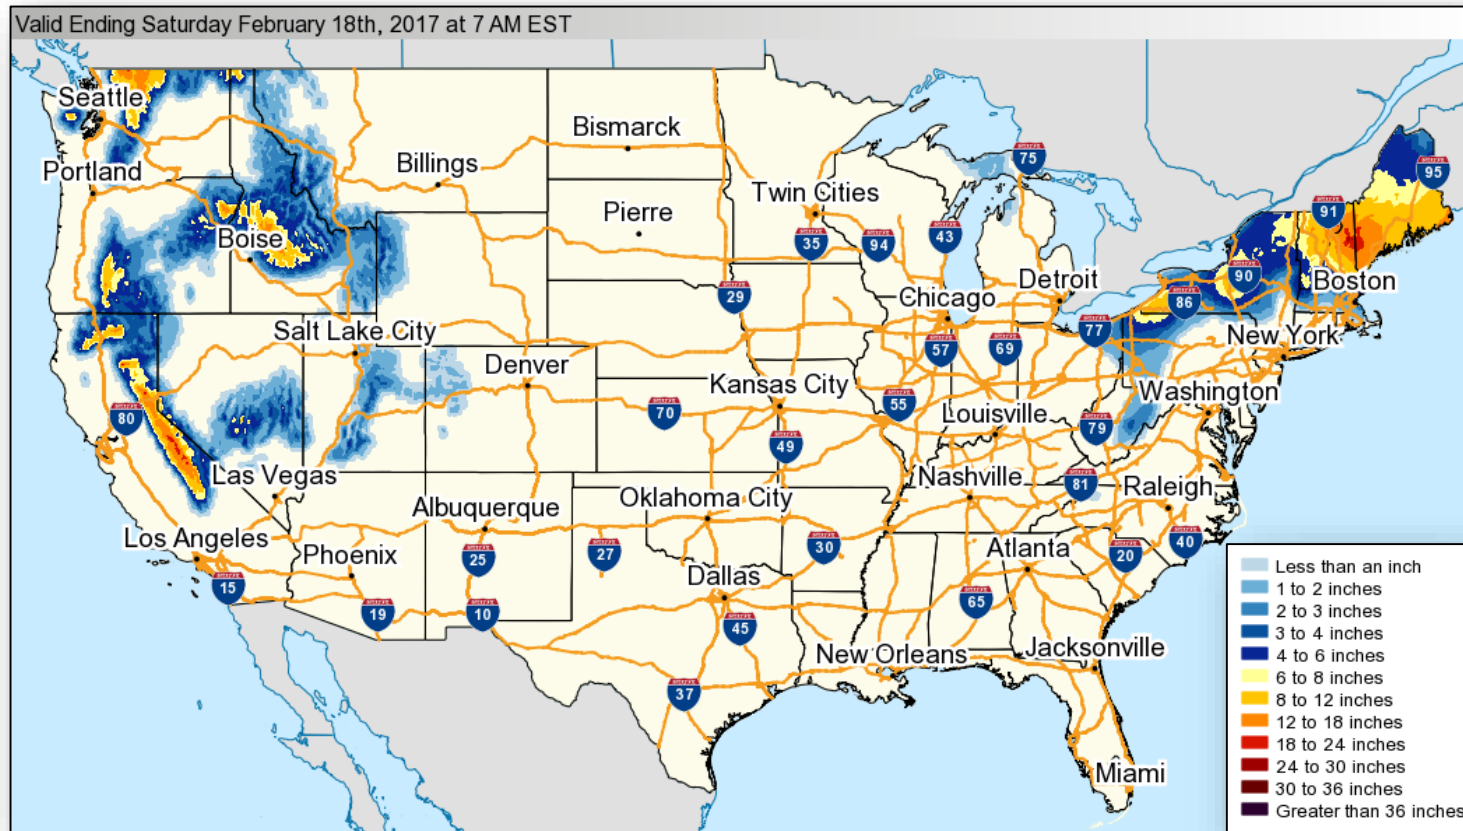 Valid Ending Saturday February 18th, 2017 at 7 AM EST
Seattle
Bismarck
75
Billings
95
Portland
Twin Cities
Pierre
91
Boise
35
94
43
90
Detroit
Boston
29
Chicago
86
Salt Lake City
77
New York
57
69
Denver
Kansas City
Washington
80
70
55
Louisville
79
49
Las Vegas
Nashville
81
Raleigh
Oklahoma City
Albuquerque
Los Angeles
40
Phoenix
25
27
30
Atlanta
20
Dallas
15
65
19
10
45
New Orleans
Jacksonville
37
Miami
Less than an inch
1 to 2 inches
2 to 3 inches
3 to 4 inches
4 to 6 inches
6 to 8 inches
8 to 12 inches
12 to 18 inches
18 to 24 inches
24 to 30 inches
30 to 36 inches
Greater than 36 inches